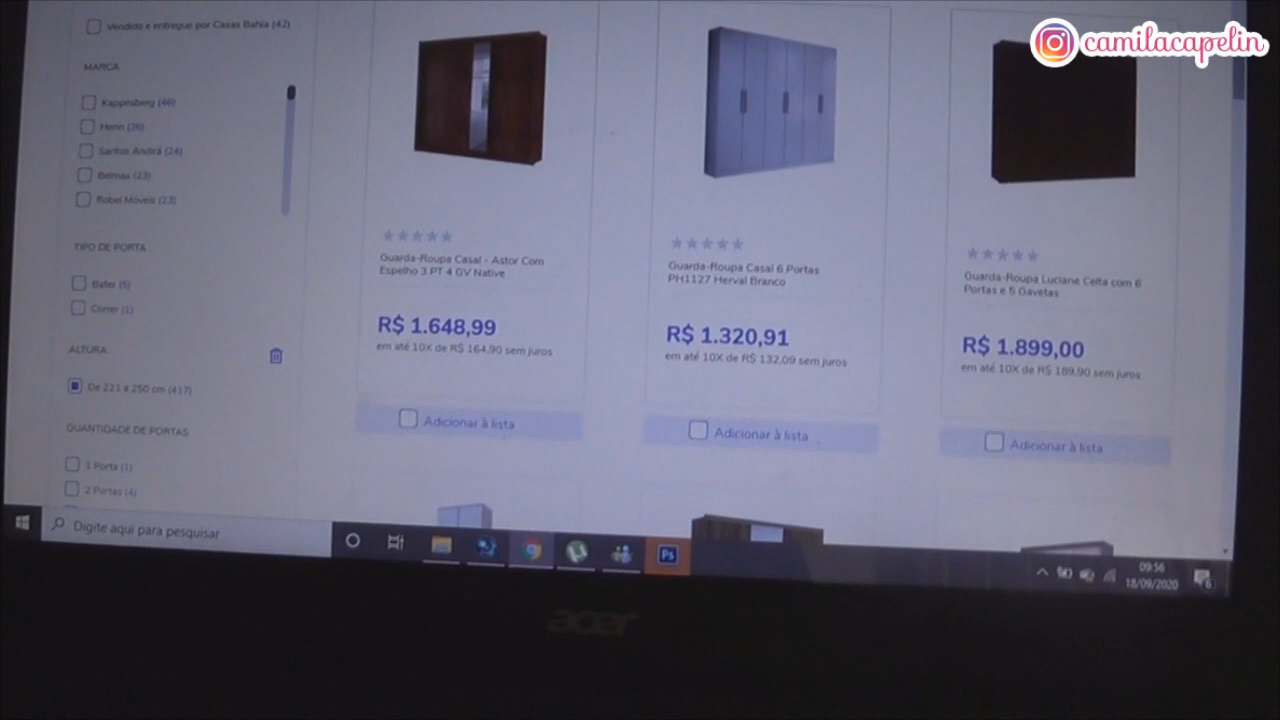 camilacapelin
Vendido e entregue por Casas Bahia (42)
MARCA
Kappesberg (46)
Henn (26)
Santos Andirá (24)
Belmax (23)
Robel Móveis (23)
TIPO DE PORTA
Bater (5)
Correr (1)
ALTURA
De 221 a 250 cm (417)
QUANTIDADE DE PORTAS
1 Porta (1)
2 Portas (4)
Guarda-Roupa Casal - Astor Com
Espelho 3 PT 4 GV Native
R$ 1.648,99
em até 10X de R$ 164,90 sem juros
Adicionar à lista
Guarda-Roupa Casal 6 Portas
PH1127 Herval Branco
R$ 1.320,91
em até 10X de R$ 132,09 sem juros
Adicionar à lista
Guarda-Roupa Luciane Celta com 6
Portas e 5 Gavetas
R$ 1.899,00
em até 10X de R$ 189,90 sem juros
Adicionar à lista
Digite aqui para pesquisar
Ps
09:56
18/09/2020
6
acer